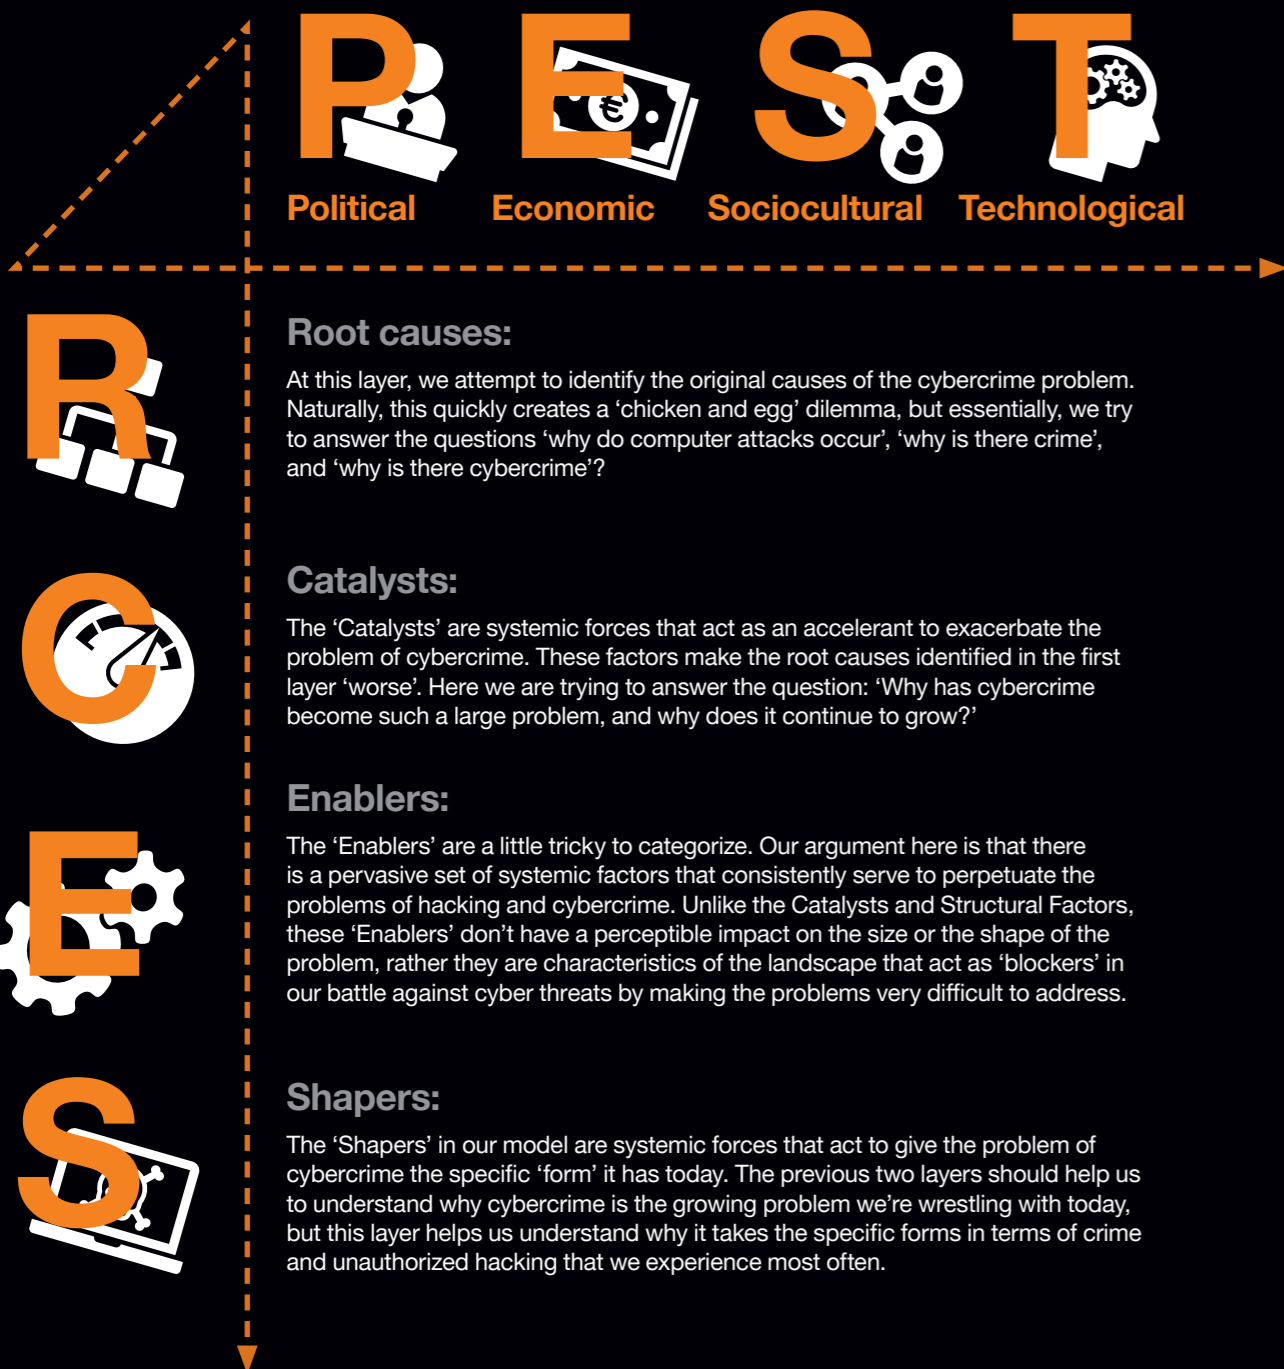 P E S T
Political Economic Sociocultural Technological
R
Root causes:
At this layer, we attempt to identify the original causes of the cybercrime problem.
Naturally, this quickly creates a ‘chicken and egg’ dilemma, but essentially, we try
to answer the questions ‘why do computer attacks occur’, ‘why is there crime’,
and ‘why is there cybercrime’?
C
Catalysts:
The ‘Catalysts’ are systemic forces that act as an accelerant to exacerbate the
problem of cybercrime. These factors make the root causes identified in the first
layer ‘worse’. Here we are trying to answer the question: ‘Why has cybercrime
become such a large problem, and why does it continue to grow?’
E
Enablers:
The ‘Enablers’ are a little tricky to categorize. Our argument here is that there
is a pervasive set of systemic factors that consistently serve to perpetuate the
problems of hacking and cybercrime. Unlike the Catalysts and Structural Factors,
these ‘Enablers’ don’t have a perceptible impact on the size or the shape of the
problem, rather they are characteristics of the landscape that act as ‘blockers’ in
our battle against cyber threats by making the problems very difficult to address.
S
Shapers:
The ‘Shapers’ in our model are systemic forces that act to give the problem of
cybercrime the specific ‘form’ it has today. The previous two layers should help us
to understand why cybercrime is the growing problem we’re wrestling with today,
but this layer helps us understand why it takes the specific forms in terms of crime
and unauthorized hacking that we experience most often.